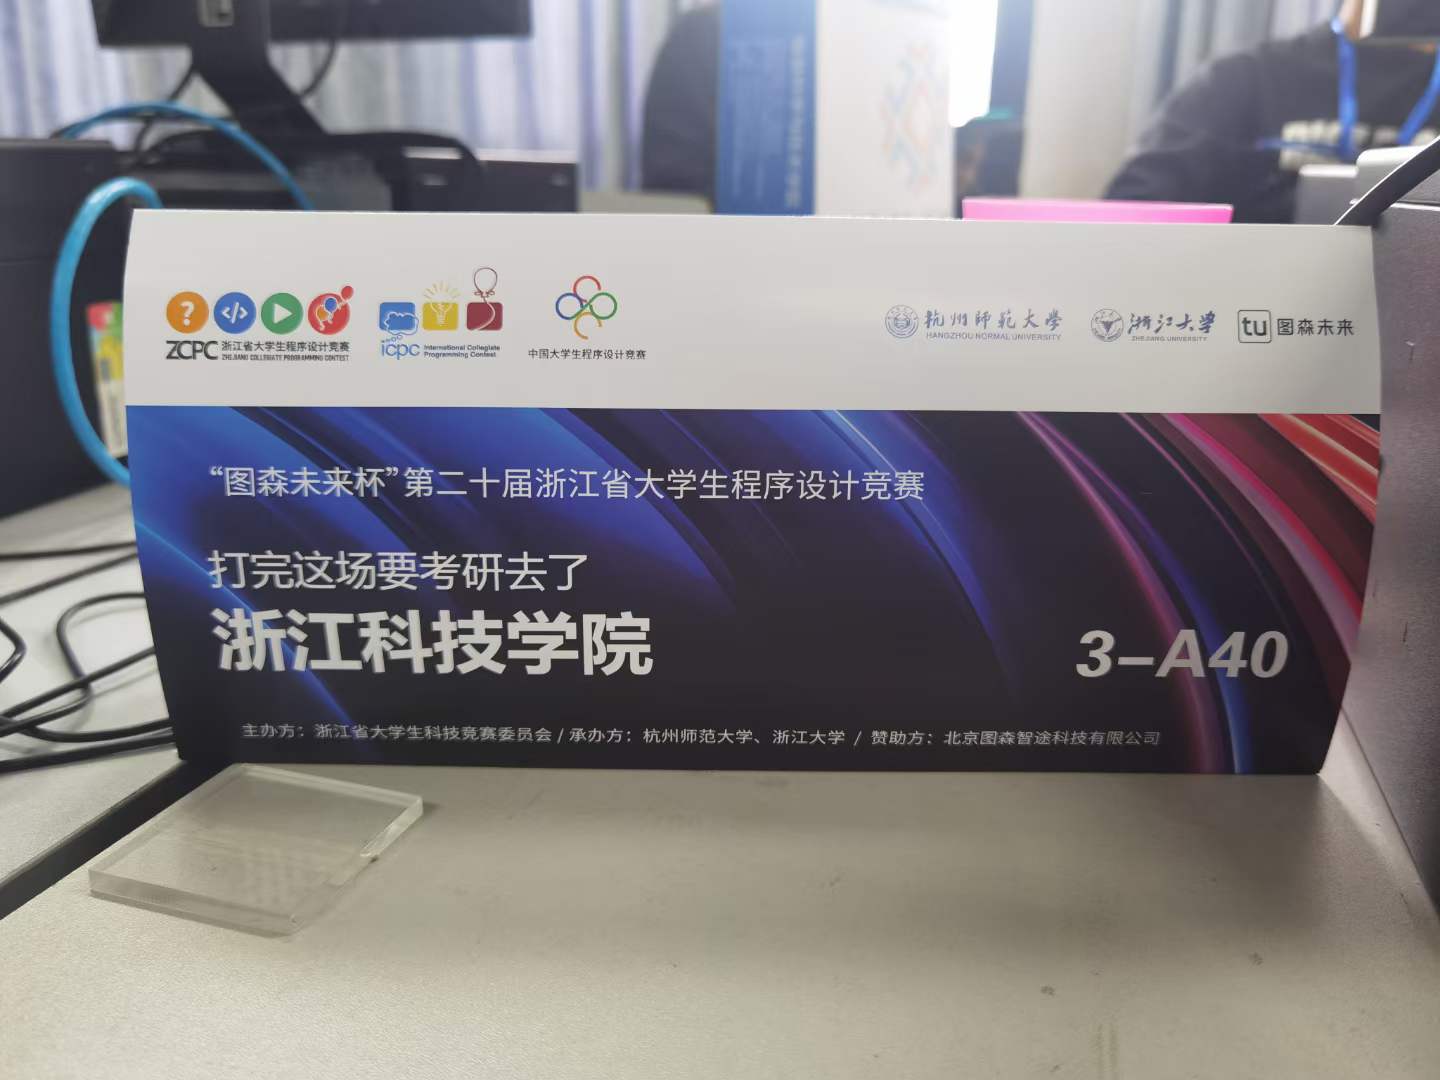 ZCPC 浙江省大学生程序设计竞赛
ZHEJIANG COLLEGIATE PROGRAMMING CONTEST
icpc International Collegiate
Programming Contest
中国大学生程序设计竞赛
杭州師範大學
HANGZHOU NORMAL UNIVERSITY
浙江大学
ZHEJIANG UNIVERSITY
tu 图森未来
“图森未来杯”第二十届浙江省大学生程序设计竞赛
打完这场要考研去了
浙江科技学院
3-A40
主办方：浙江省大学生科技竞赛委员会 / 承办方：杭州师范大学、浙江大学 / 赞助方：北京图森智途科技有限公司